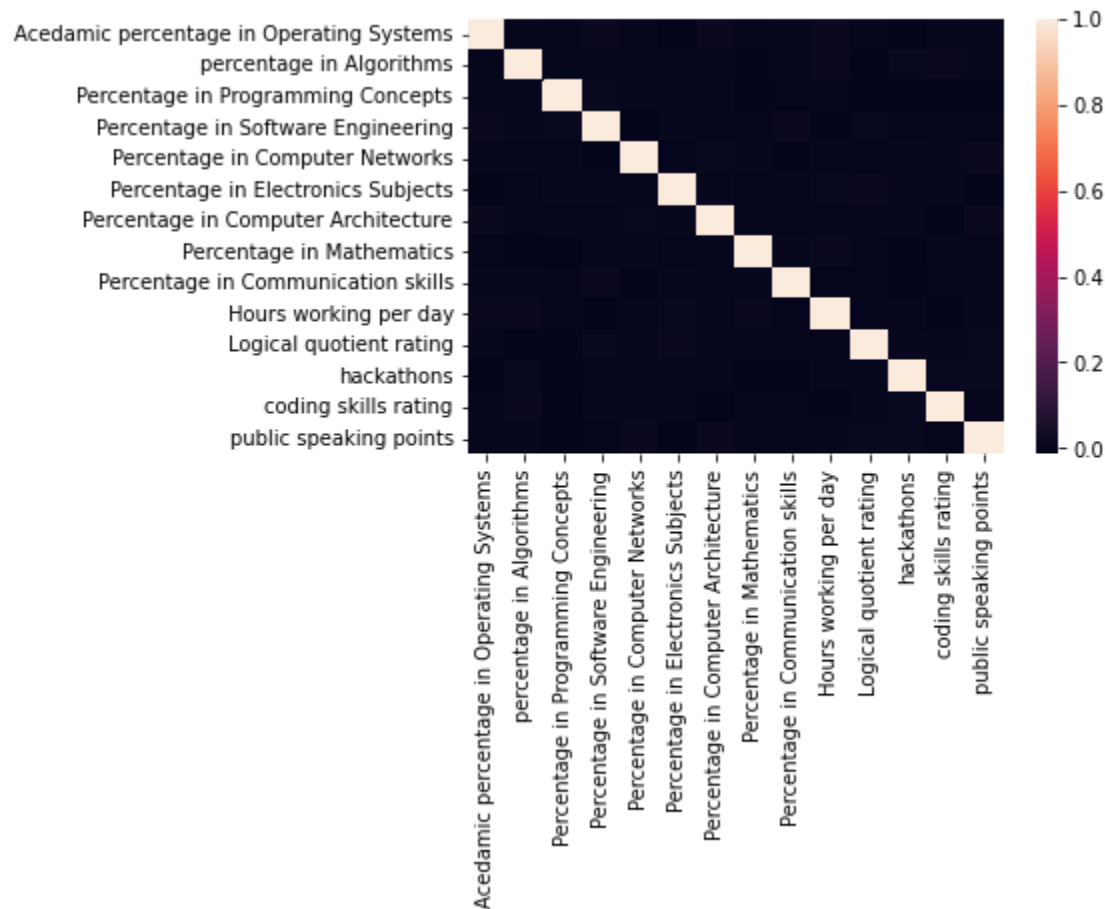 Acedamic percentage in Operating Systems
percentage in Algorithms
Percentage in Programming Concepts
Percentage in Software Engineering
Percentage in Computer Networks
Percentage in Electronics Subjects
Percentage in Computer Architecture
Percentage in Mathematics
Percentage in Communication skills
Hours working per day
Logical quotient rating
hackathons
coding skills rating
public speaking points
Acedamic percentage in Operating Systems
percentage in Algorithms
Percentage in Programming Concepts
Percentage in Software Engineering
Percentage in Computer Networks
Percentage in Electronics Subjects
Percentage in Computer Architecture
Percentage in Mathematics
Percentage in Communication skills
Hours working per day
Logical quotient rating
hackathons
coding skills rating
public speaking points
1.0
0.8
0.6
0.4
0.2
0.0